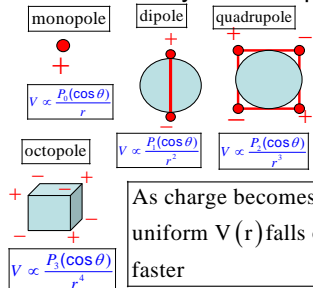 monopole
dipole
quadrupole
+
+
−
+
−
−
+
V ∝ P₀(cos θ) / r
V ∝ P₁(cos θ) / r²
V ∝ P₂(cos θ) / r³
octopole
−
+
+
−
−
+
−
V ∝ P₃(cos θ) / r⁴
As charge becomes
uniform V(r) falls
faster